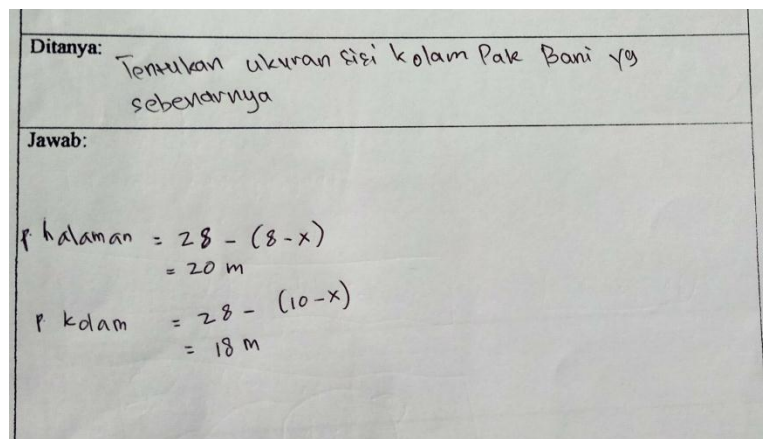 Ditanya: Tentukan ukuran sisi kolam Pak Bani yg
sebenarnya
Jawab:
p. halaman = 28 - (8-x)
= 20 m
p kolam = 28 - (10-x)
= 18 m